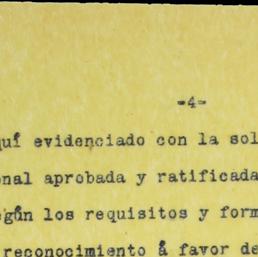 -4-
quí evidenciado con la sol
onal aprobada y ratificada
egún los requisitos y form
reconocimiento á favor de